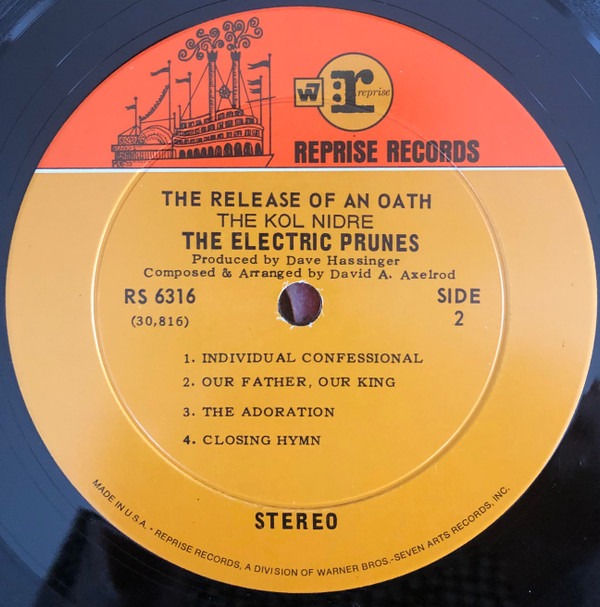 W7 r reprise
REPRISE RECORDS
THE RELEASE OF AN OATH
THE KOL NIDRE
THE ELECTRIC PRUNES
Produced by Dave Hassinger
Composed & Arranged by David A. Axelrod
RS 6316
(30,816)
SIDE
2
1. INDIVIDUAL CONFESSIONAL
2. OUR FATHER, OUR KING
3. THE ADORATION
4. CLOSING HYMN
STEREO
MADE IN U.S.A. - REPRISE RECORDS, A DIVISION OF WARNER BROS.-SEVEN ARTS RECORDS, INC.